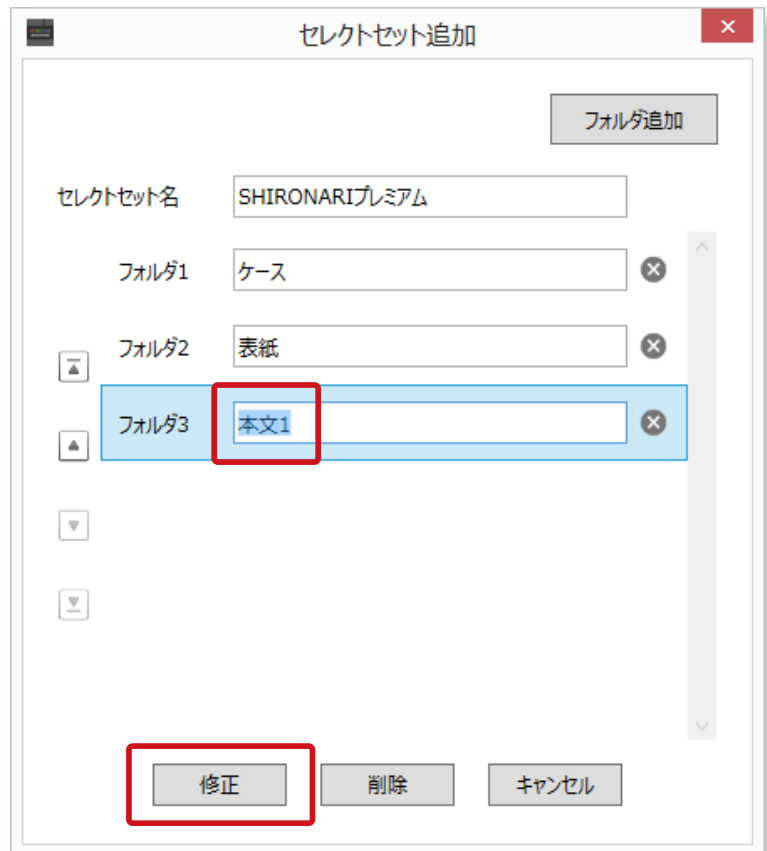 セレクトセット追加
フォルダ追加
セレクトセット名 SHIRONARIプレミアム
フォルダ1 ケース
フォルダ2 表紙
フォルダ3 本文1
修正 削除 キャンセル